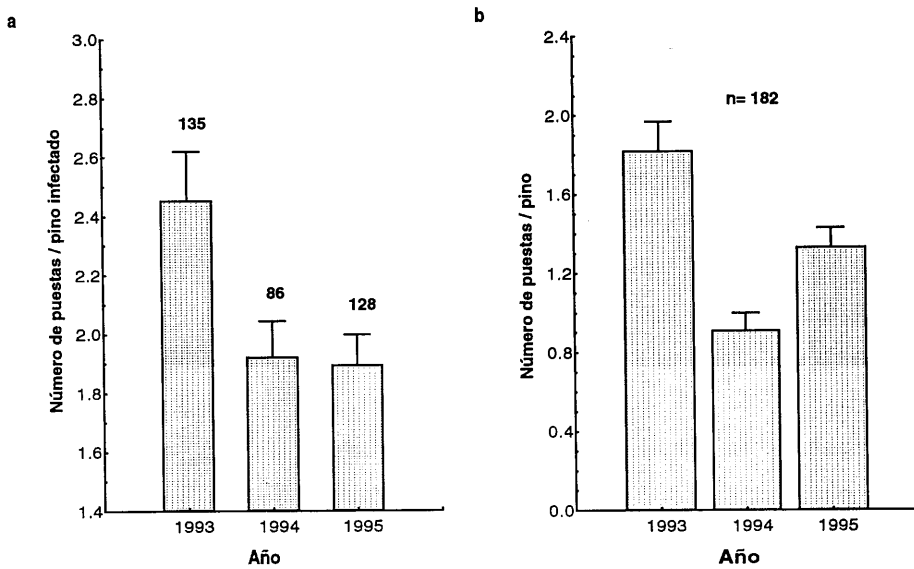 a
Número de puestas / pino infectado
3.0
2.8
2.6
2.4
2.2
2.0
1.8
1.6
1.4
135
86
128
1993 1994 1995
Año
b
Número de puestas / pino
2.4
2.0
1.6
1.2
0.8
0.4
0.0
n= 182
1993 1994 1995
Año